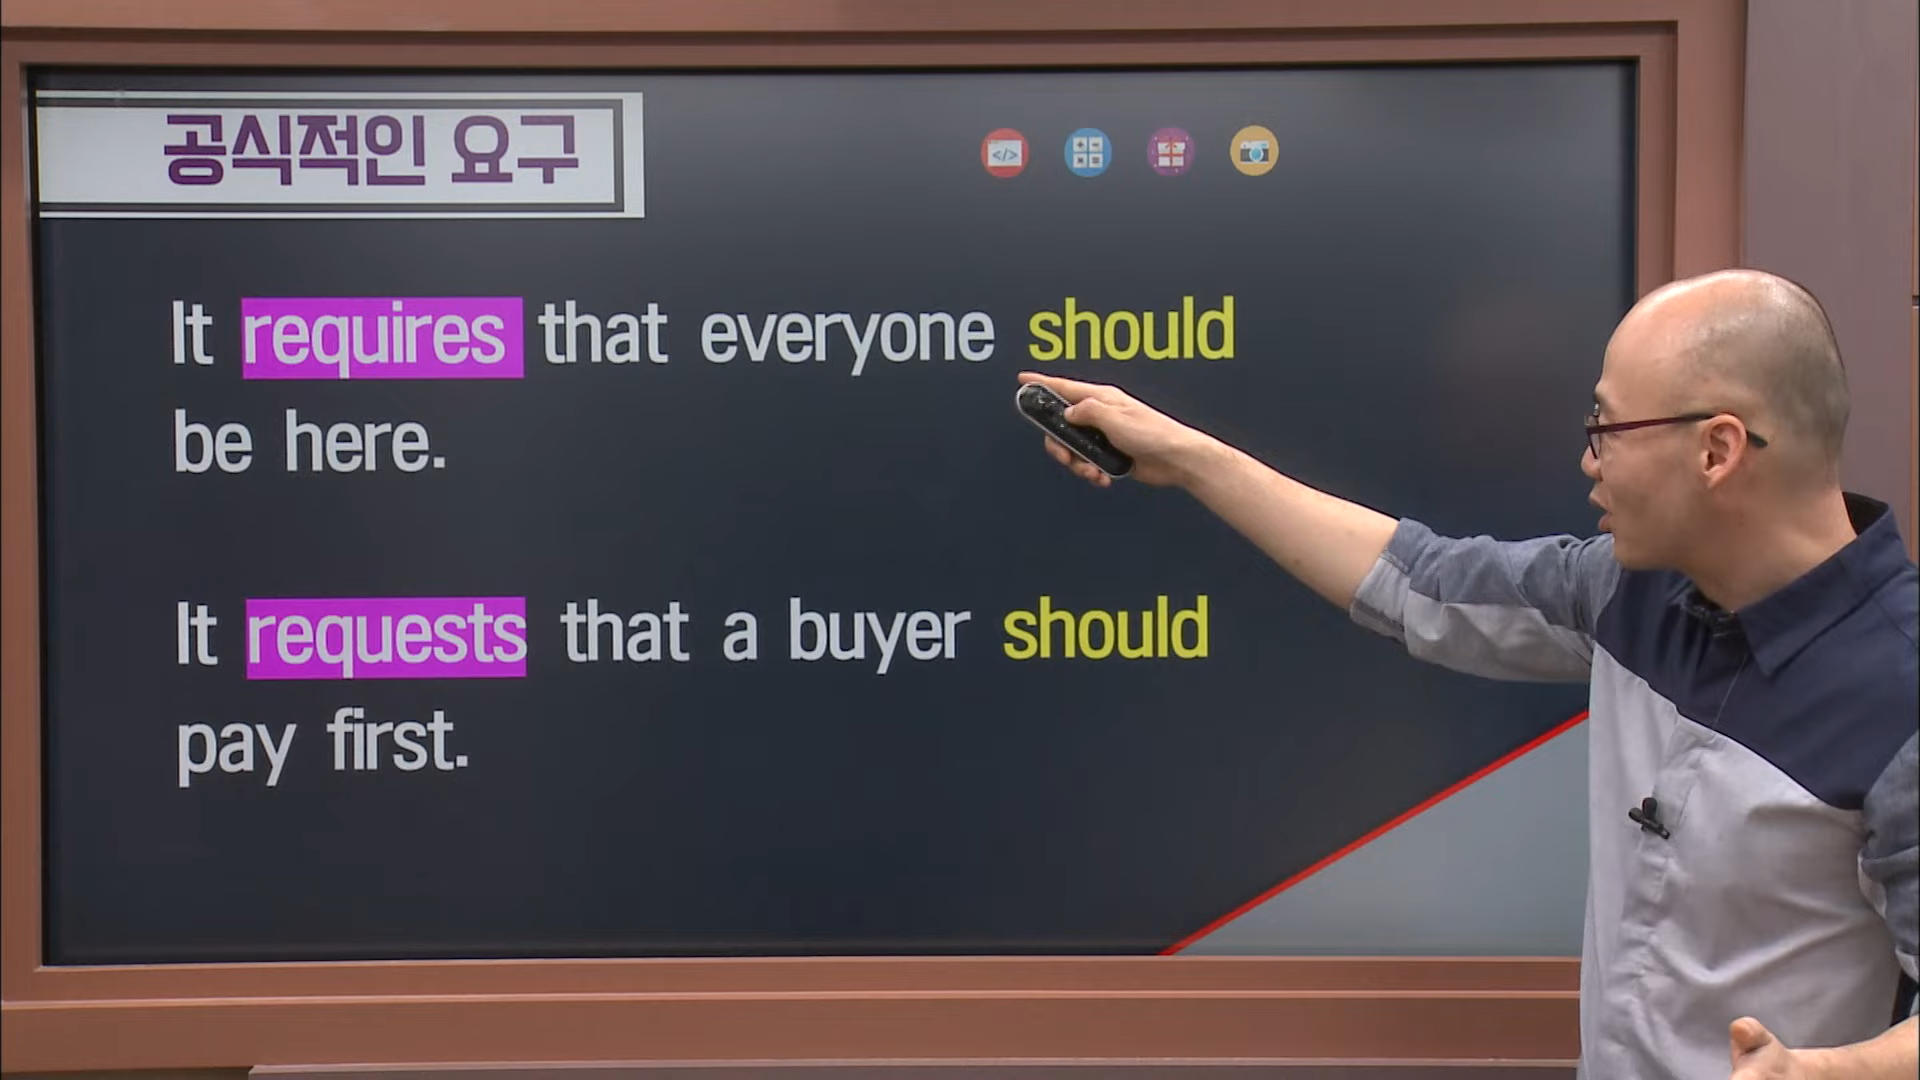 공식적인 요구
It requires that everyone should
be here.
It requests that a buyer should
pay first.